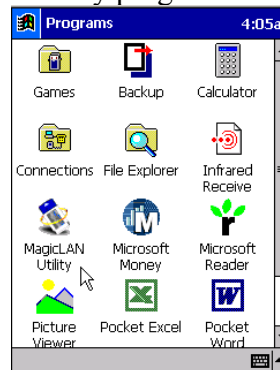 Programs 4:05a
Games Backup Calculator
Connections File Explorer Infrared
Receive
MagicLAN Microsoft Microsoft
Utility Money Reader
Picture Pocket Excel Pocket
Viewer Word